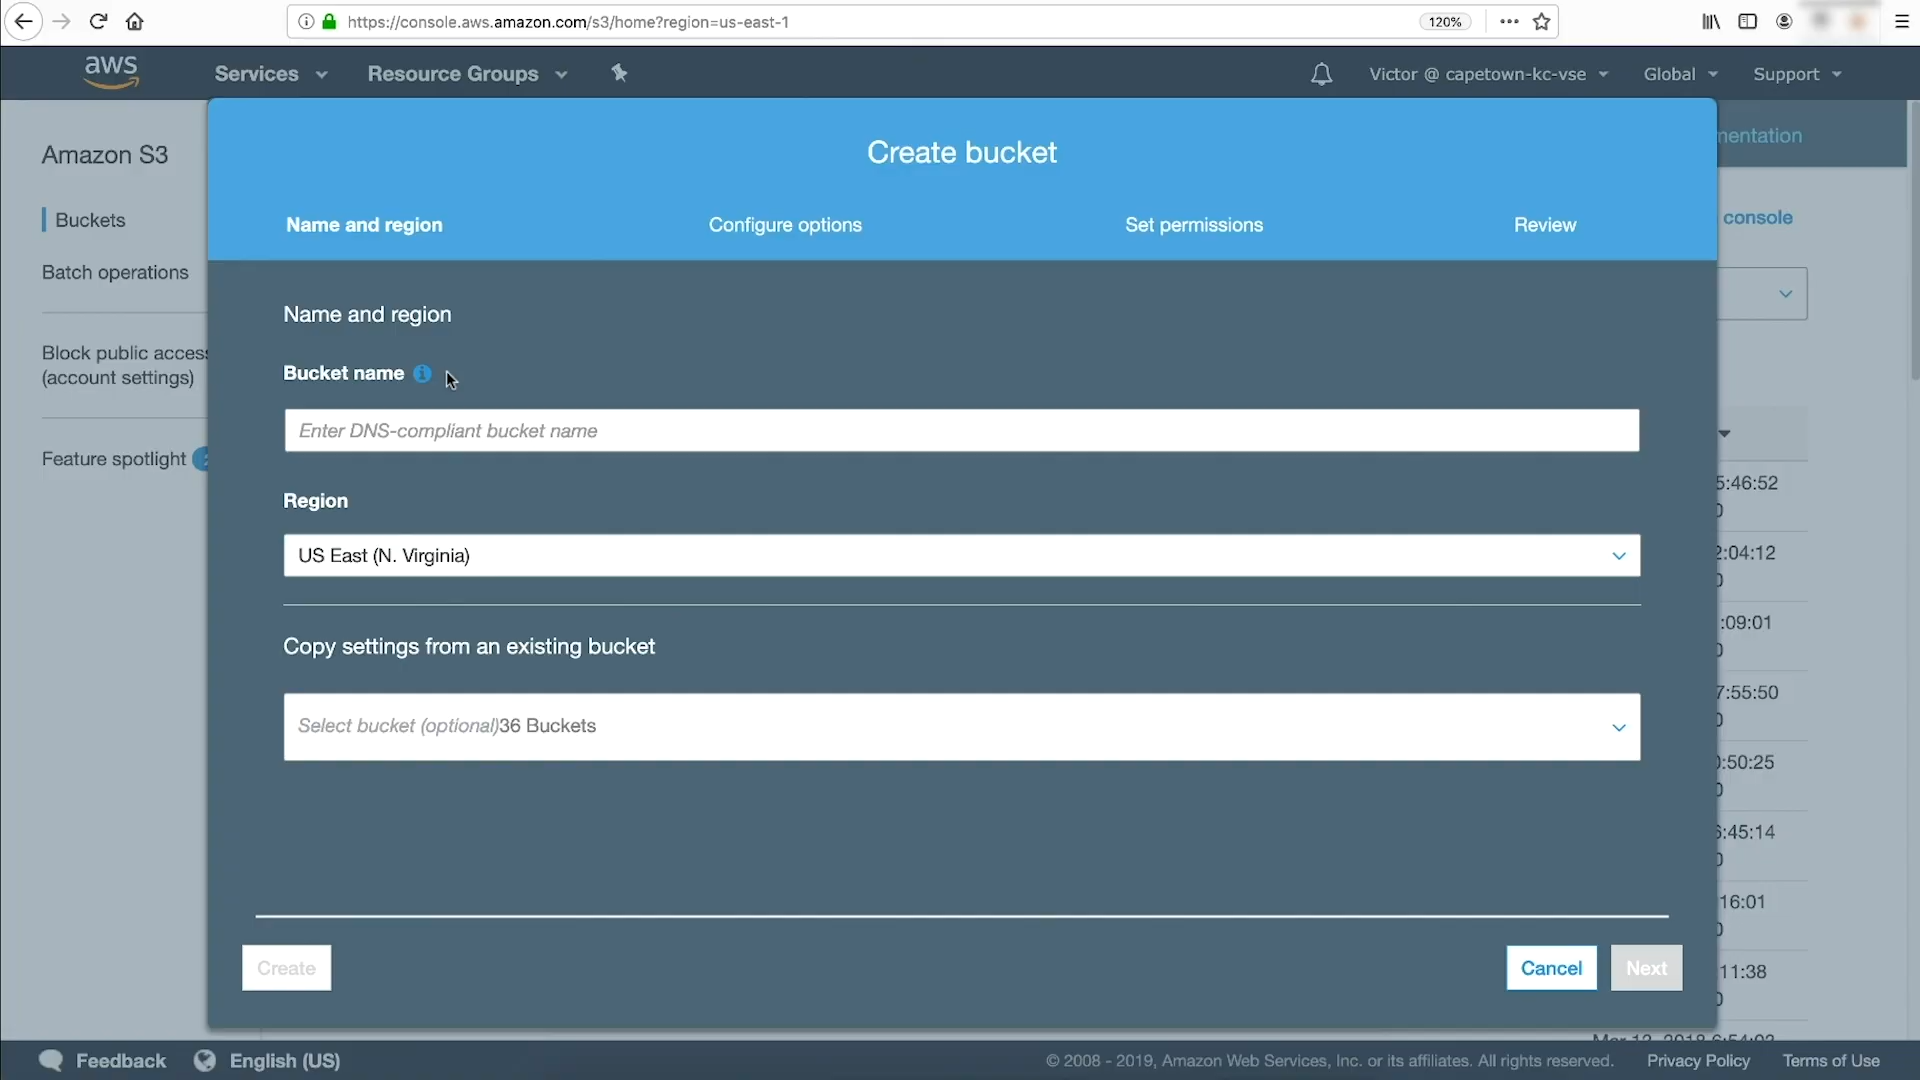 https://console.aws.amazon.com/s3/home?region=us-east-1
120%
aws
Services
Resource Groups
Victor @ capetown-kc-vse
Global
Support
Amazon S3
Buckets
Batch operations
Block public access
(account settings)
Feature spotlight
Create bucket
Name and region
Configure options
Set permissions
Review
Name and region
Bucket name
Enter DNS-compliant bucket name
Region
US East (N. Virginia)
Copy settings from an existing bucket
Select bucket (optional)36 Buckets
Create
Cancel
Next
mentation
console
5:46:52
2:04:12
:09:01
7:55:50
:50:25
6:45:14
16:01
11:38
Feedback
English (US)
© 2008 - 2019, Amazon Web Services, Inc. or its affiliates. All rights reserved.
Privacy Policy
Terms of Use